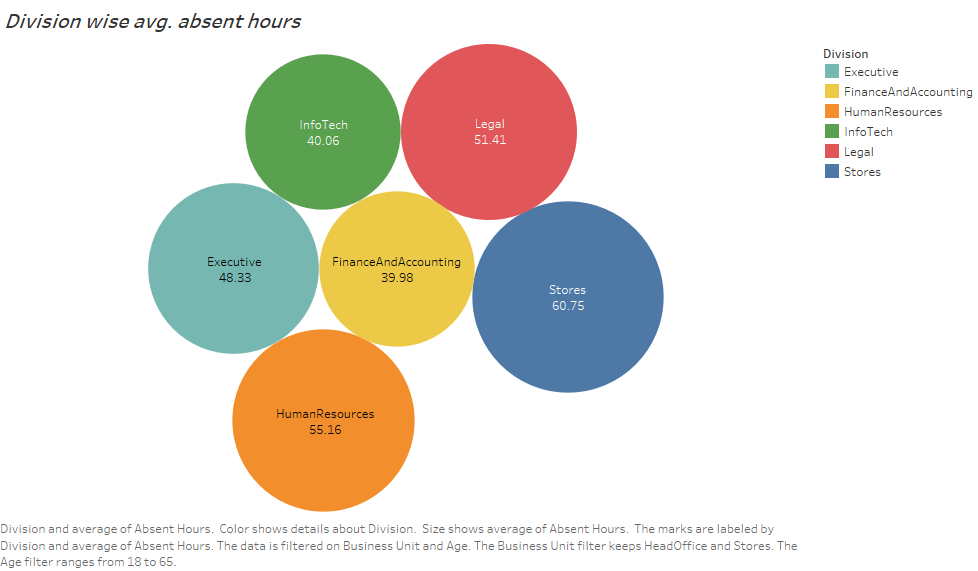 Division wise avg. absent hours
Division
Executive
FinanceAndAccounting
HumanResources
InfoTech
Legal
Stores
InfoTech
40.06
Legal
51.41
Executive
48.33
FinanceAndAccounting
39.98
Stores
60.75
HumanResources
55.16
Division and average of Absent Hours.  Color shows details about Division.  Size shows average of Absent Hours.  The marks are labeled by
Division and average of Absent Hours. The data is filtered on Business Unit and Age. The Business Unit filter keeps HeadOffice and Stores. The
Age filter ranges from 18 to 65.